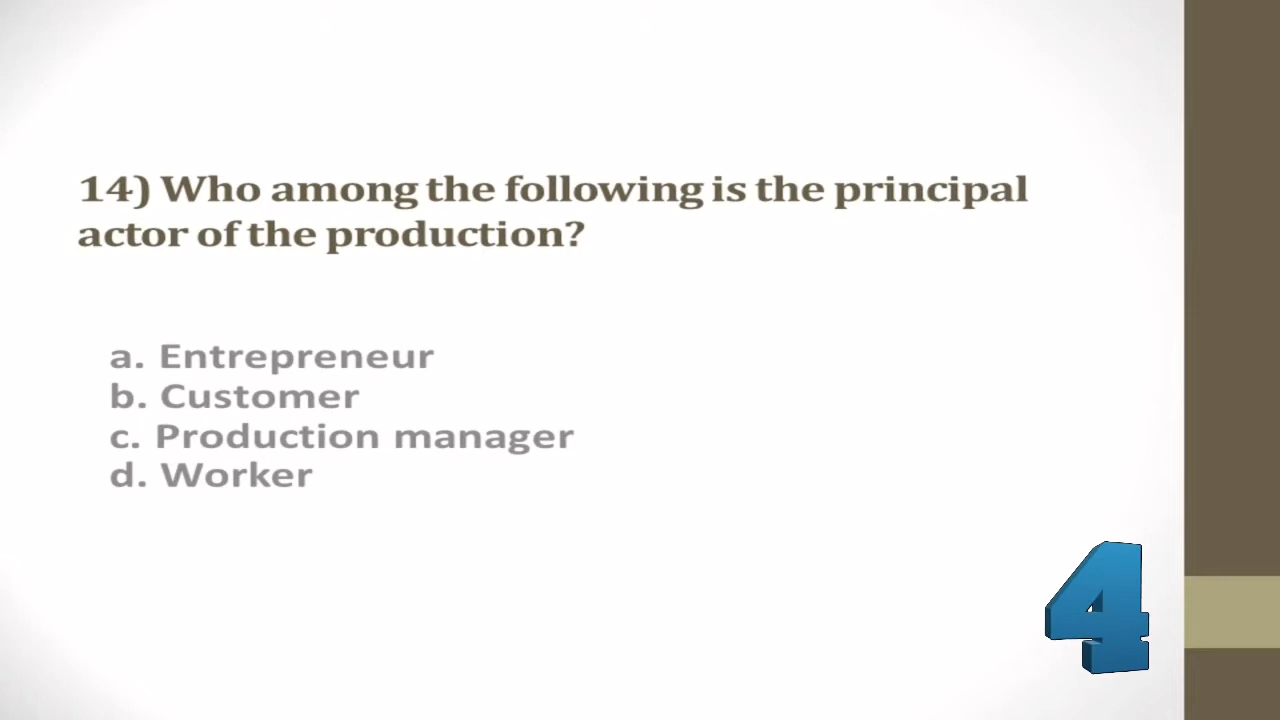 14) Who among the following is the principal
actor of the production?
a. Entrepreneur
b. Customer
c. Production manager
d. Worker
4